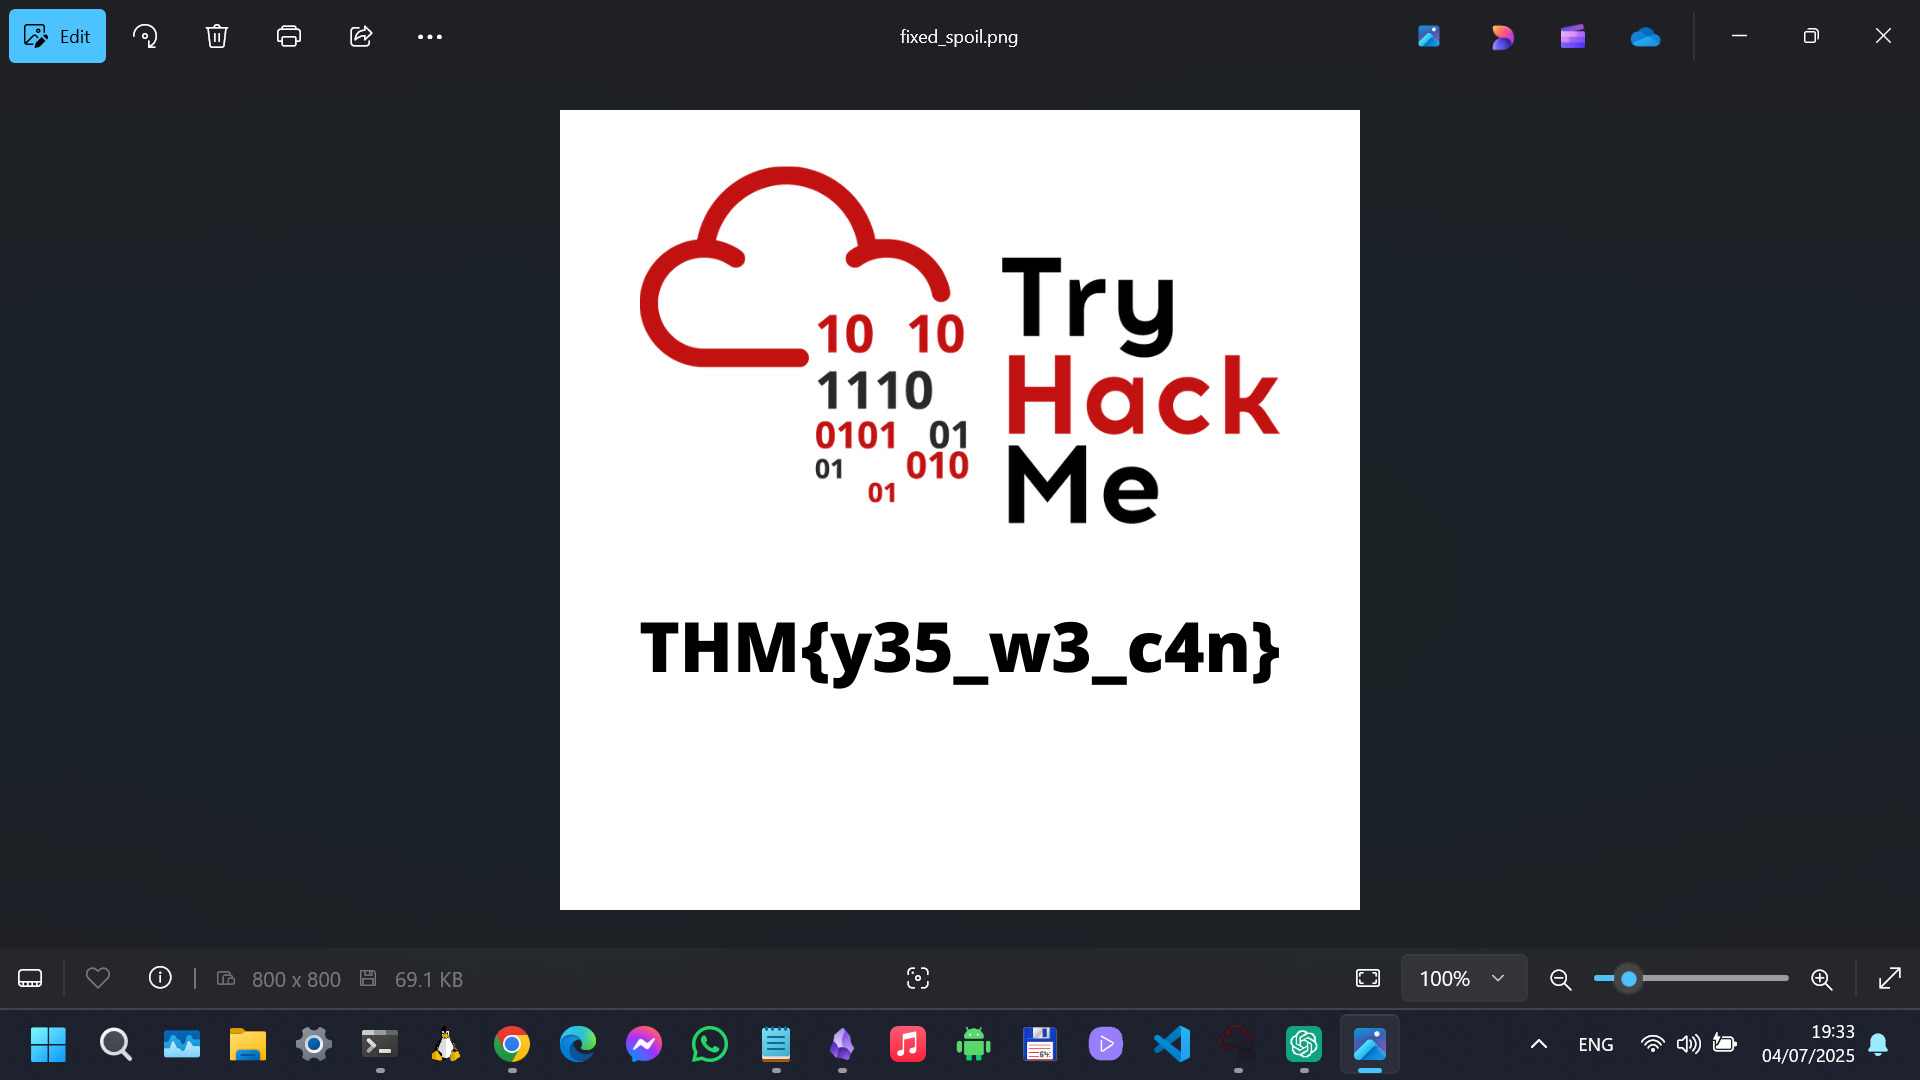 Edit
fixed_spoil.png
Try
Hack
Me
10 10
1110
0101 01
01 010
01
THM{y35_w3_c4n}
800 x 800 69.1 KB
100%
64
ENG
19:33
04/07/2025